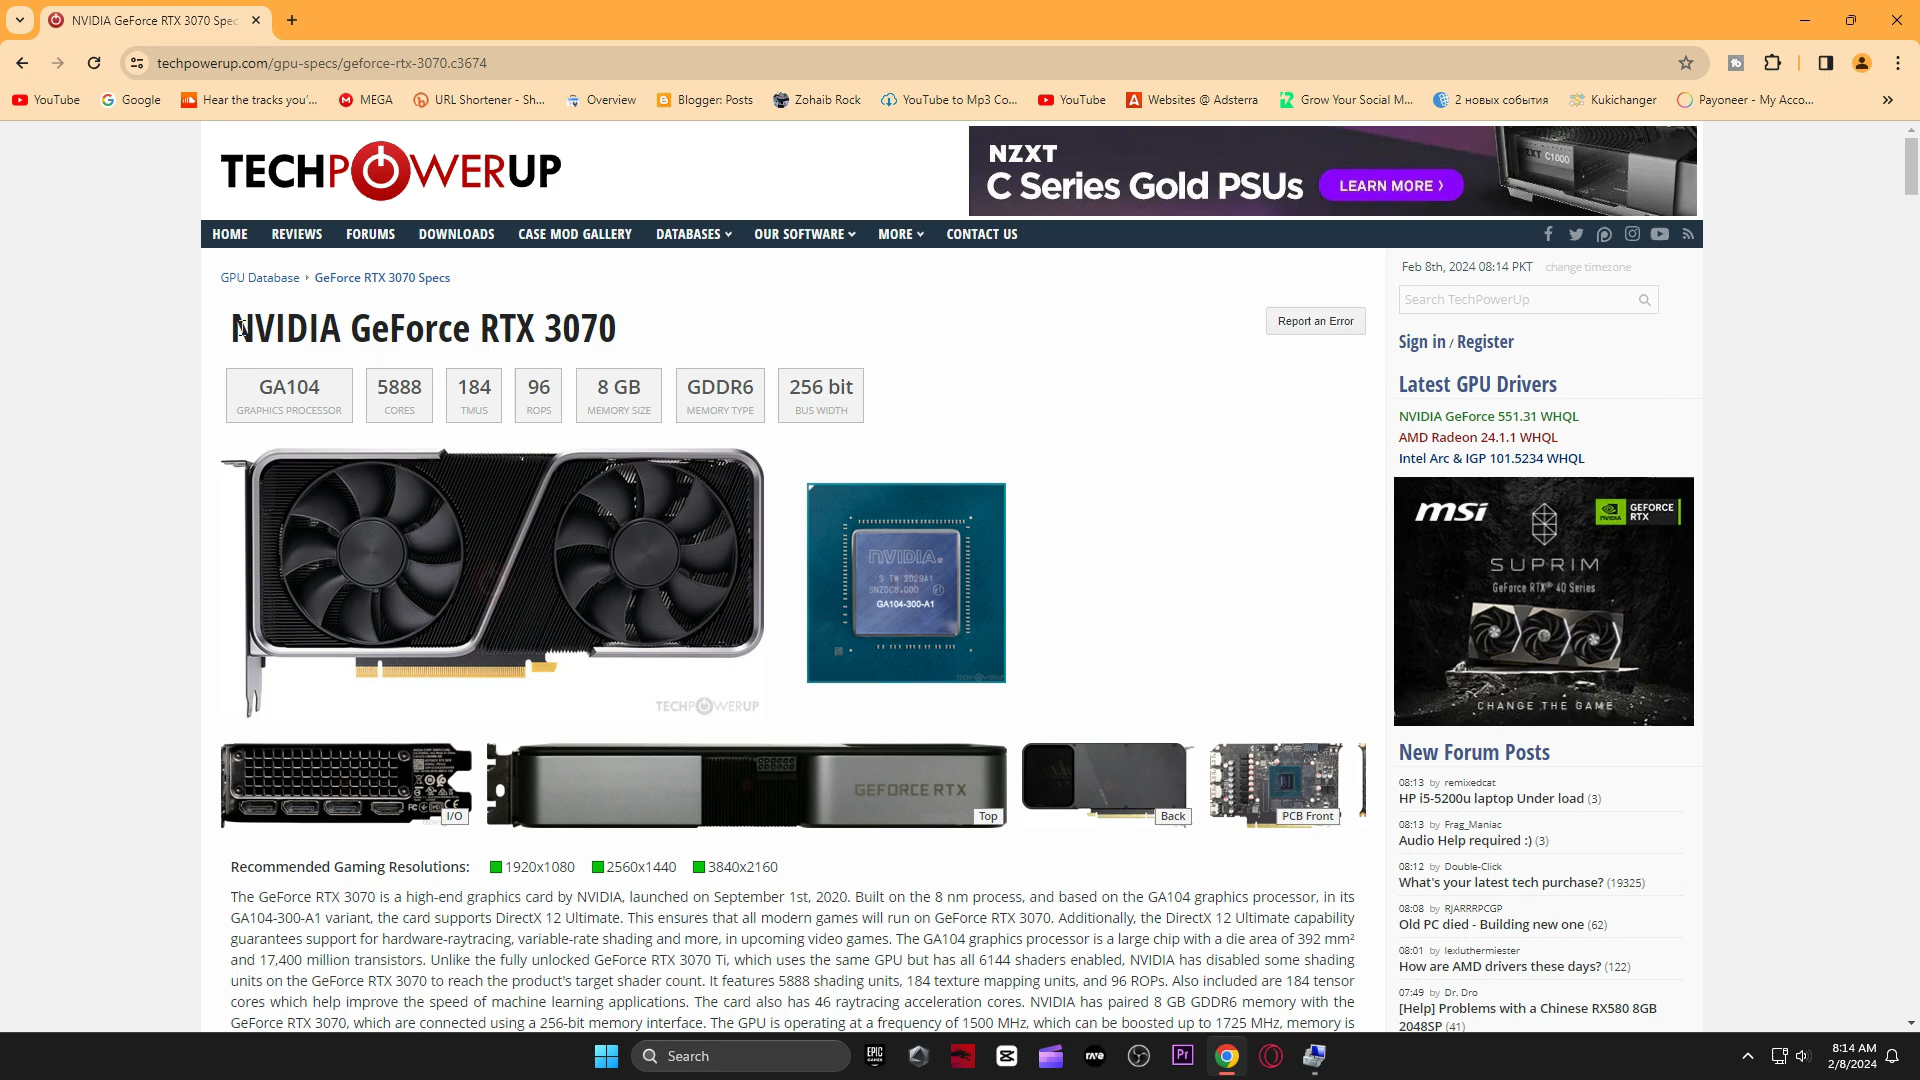 NVIDIA GeForce RTX 3070 Spec
techpowerup.com/gpu-specs/geforce-rtx-3070.c3674
YouTube Google Hear the tracks you'... MEGA URL Shortener - Sh... Overview Blogger: Posts Zohaib Rock YouTube to Mp3 Co... YouTube Websites @ Adsterra Grow Your Social M... 2 новых события Kukichanger Payoneer - My Acco...
TECHPOWERUP
NZXT
C Series Gold PSUs LEARN MORE >
HOME REVIEWS FORUMS DOWNLOADS CASE MOD GALLERY DATABASES OUR SOFTWARE MORE CONTACT US
GPU Database › GeForce RTX 3070 Specs
NVIDIA GeForce RTX 3070
Report an Error
GA104 5888 184 96 8 GB GDDR6 256 bit
GRAPHICS PROCESSOR CORES TMUS ROPS MEMORY SIZE MEMORY TYPE BUS WIDTH
NVIDIA
S TW 2029A1
GA104-300-A1
TECHPOWERUP
I/O
GEFORCE RTX
Top
Back
PCB Front
Recommended Gaming Resolutions: 1920x1080 2560x1440 3840x2160
The GeForce RTX 3070 is a high-end graphics card by NVIDIA, launched on September 1st, 2020. Built on the 8 nm process, and based on the GA104 graphics processor, in its
GA104-300-A1 variant, the card supports DirectX 12 Ultimate. This ensures that all modern games will run on GeForce RTX 3070. Additionally, the DirectX 12 Ultimate capability
guarantees support for hardware-raytracing, variable-rate shading and more, in upcoming video games. The GA104 graphics processor is a large chip with a die area of 392 mm²
and 17,400 million transistors. Unlike the fully unlocked GeForce RTX 3070 Ti, which uses the same GPU but has all 6144 shaders enabled, NVIDIA has disabled some shading
units on the GeForce RTX 3070 to reach the product's target shader count. It features 5888 shading units, 184 texture mapping units, and 96 ROPs. Also included are 184 tensor
cores which help improve the speed of machine learning applications. The card also has 46 raytracing acceleration cores. NVIDIA has paired 8 GB GDDR6 memory with the
GeForce RTX 3070, which are connected using a 256-bit memory interface. The GPU is operating at a frequency of 1500 MHz, which can be boosted up to 1725 MHz, memory is
Feb 8th, 2024 08:14 PKT change timezone
Search TechPowerUp
Sign in / Register
Latest GPU Drivers
NVIDIA GeForce 551.31 WHQL
AMD Radeon 24.1.1 WHQL
Intel Arc & IGP 101.5234 WHQL
msi
NVIDIA GEFORCE RTX
SUPRIM
GeForce RTX® 40 Series
CHANGE THE GAME
New Forum Posts
08:13 by remixedcat
HP i5-5200u laptop Under load (3)
08:13 by Frag_Maniac
Audio Help required :) (3)
08:12 by Double-Click
What's your latest tech purchase? (19325)
08:08 by RJARRRPCGP
Old PC died - Building new one (62)
08:01 by lexluthermiester
How are AMD drivers these days? (122)
07:49 by Dr. Dro
[Help] Problems with a Chinese RX580 8GB
2048SP (41)
Search
EPIC GAMES
rave
Pr
8:14 AM
2/8/2024